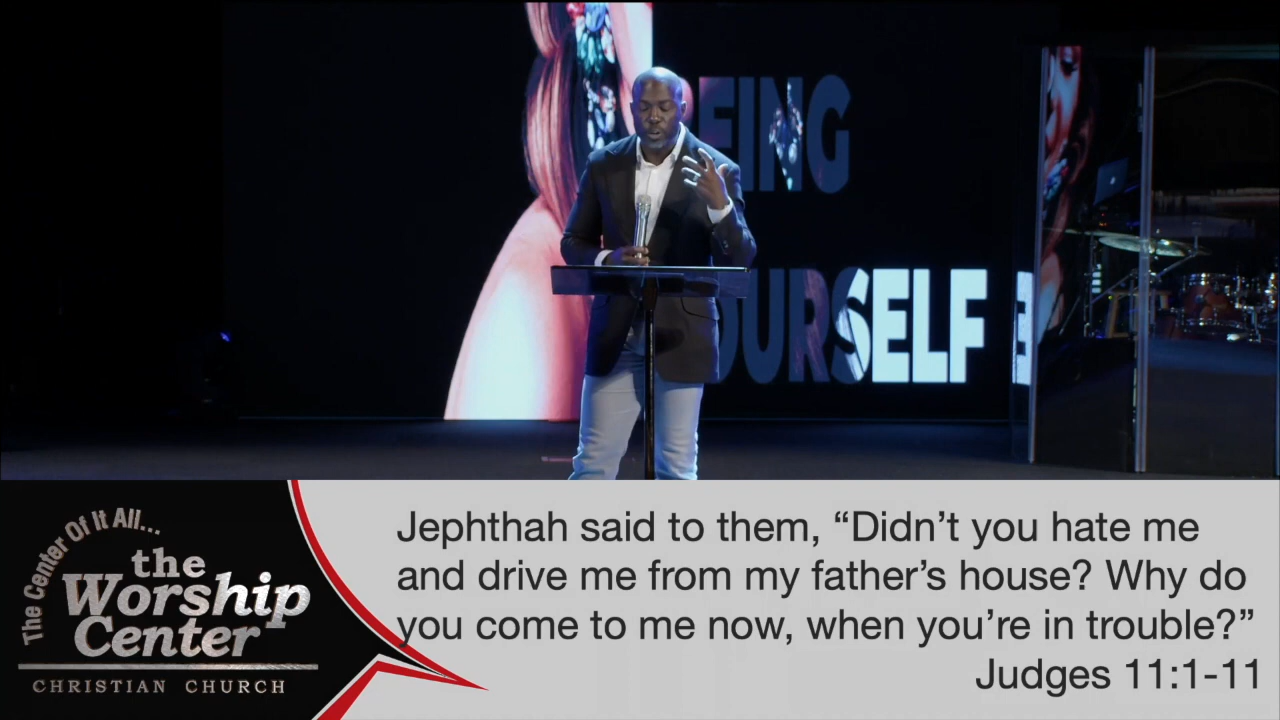 EING
OURSELF
Jephthah said to them, “Didn’t you hate me
and drive me from my father’s house? Why do
you come to me now, when you’re in trouble?”
Judges 11:1-11
The Center Of It All...
the
Worship
Center
CHRISTIAN CHURCH